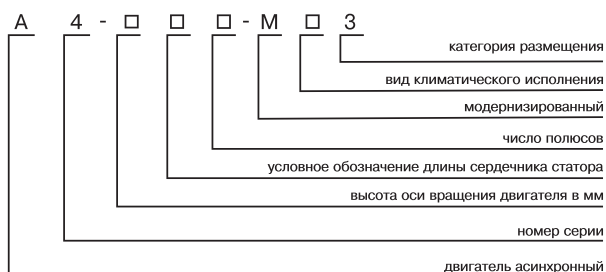 А 4-□ □ □-М □ 3
категория размещения
вид климатического исполнения
модернизированный
число полюсов
условное обозначение длины сердечника статора
высота оси вращения двигателя в мм
номер серии
двигатель асинхронный